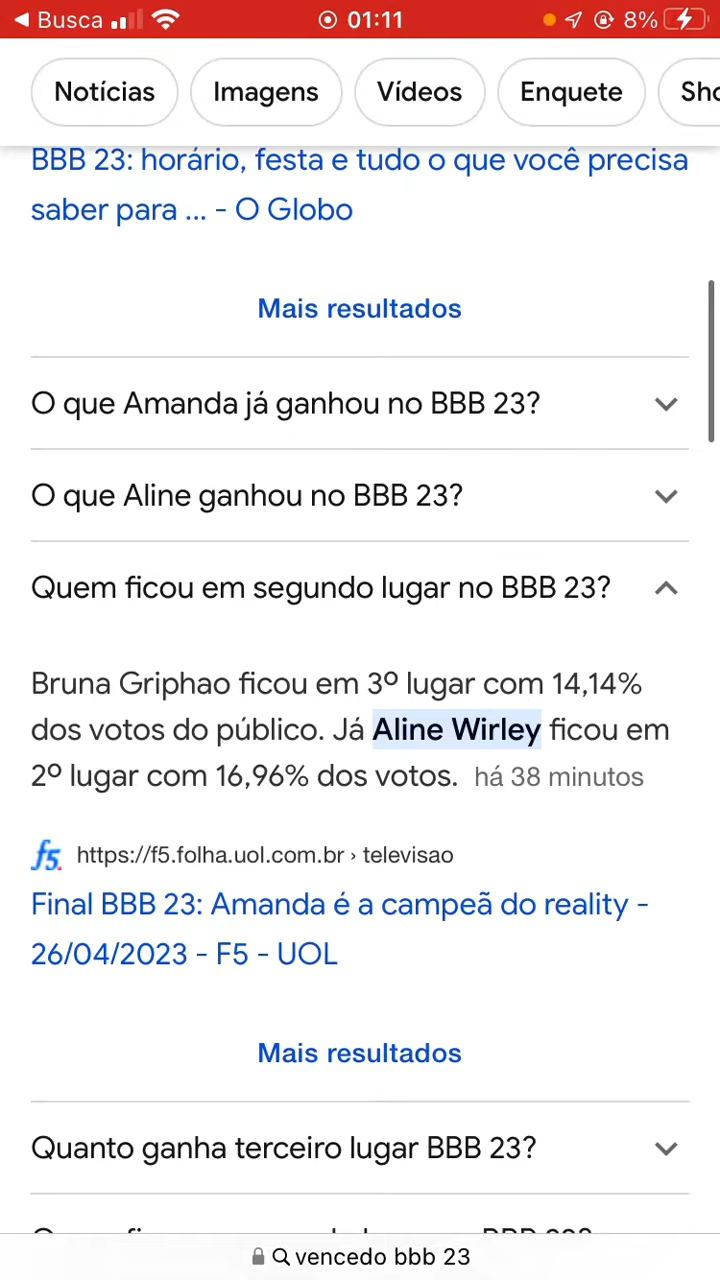 Busca 01:11 8%
Notícias Imagens Vídeos Enquete Sho
BBB 23: horário, festa e tudo o que você precisa
saber para ... - O Globo
Mais resultados
O que Amanda já ganhou no BBB 23?
O que Aline ganhou no BBB 23?
Quem ficou em segundo lugar no BBB 23?
Bruna Griphao ficou em 3º lugar com 14,14%
dos votos do público. Já Aline Wirley ficou em
2º lugar com 16,96% dos votos. há 38 minutos
f5. https://f5.folha.uol.com.br › televisao
Final BBB 23: Amanda é a campeã do reality -
26/04/2023 - F5 - UOL
Mais resultados
Quanto ganha terceiro lugar BBB 23?
vencedo bbb 23